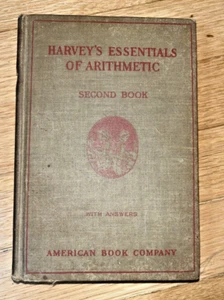 HARVEY'S ESSENTIALS
OF ARITHMETIC
SECOND BOOK
WITH ANSWERS
AMERICAN BOOK COMPANY